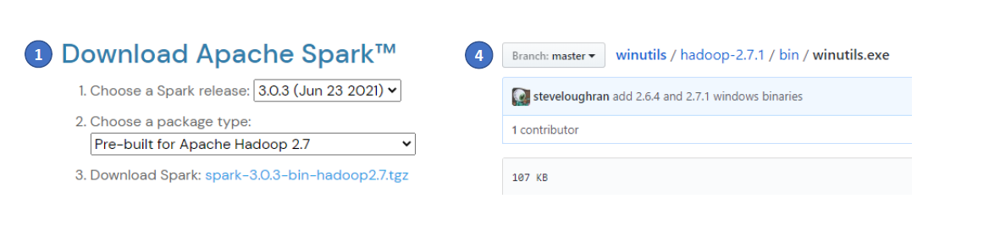 1 Download Apache Spark™
1. Choose a Spark release: 3.0.3 (Jun 23 2021)
2. Choose a package type:
Pre-built for Apache Hadoop 2.7
3. Download Spark: spark-3.0.3-bin-hadoop2.7.tgz
4 Branch: master winutils / hadoop-2.7.1 / bin / winutils.exe
steveloughran add 2.6.4 and 2.7.1 windows binaries
1 contributor
107 KB